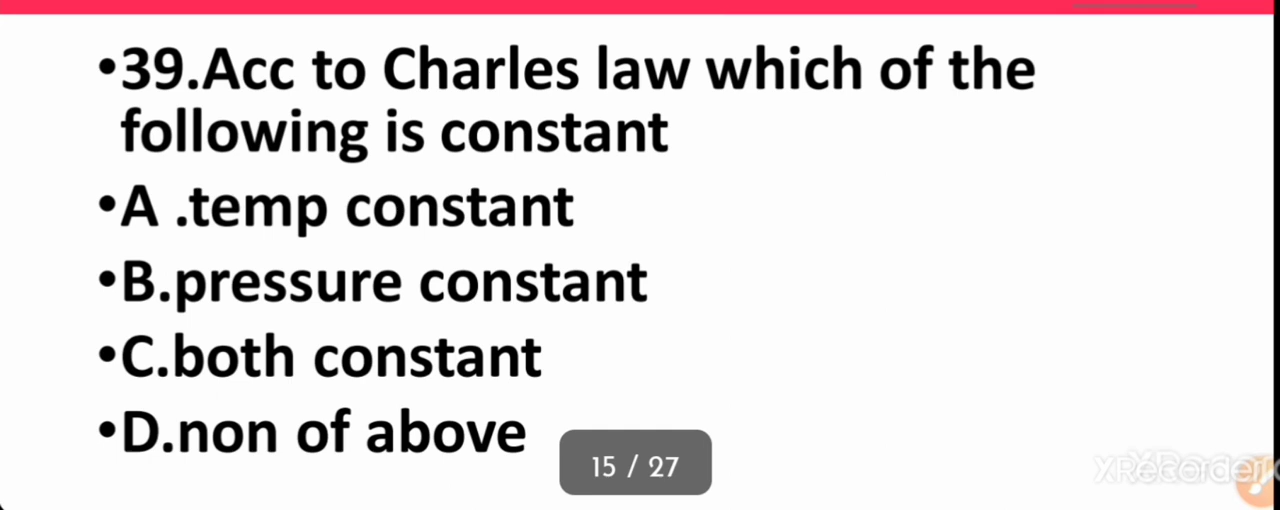 •39.Acc to Charles law which of the
following is constant
•A .temp constant
•B.pressure constant
•C.both constant
•D.non of above
15 / 27
XRecorder